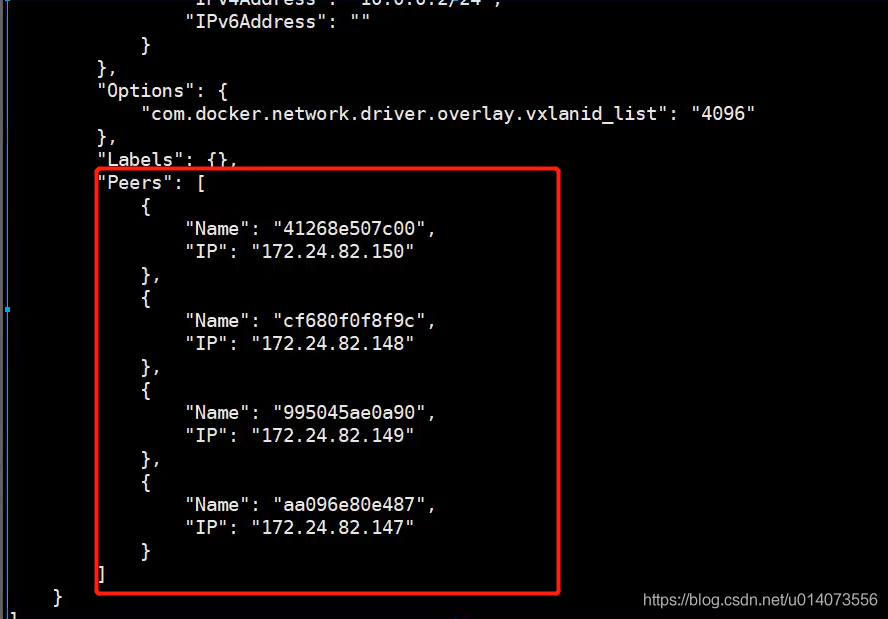 "IPv4Address": "10.0.0.2/24",
"IPv6Address": ""
}
},
"Options": {
"com.docker.network.driver.overlay.vxlanid_list": "4096"
},
"Labels": {},
"Peers": [
{
"Name": "41268e507c00",
"IP": "172.24.82.150"
},
{
"Name": "cf680f0f8f9c",
"IP": "172.24.82.148"
},
{
"Name": "995045ae0a90",
"IP": "172.24.82.149"
},
{
"Name": "aa096e80e487",
"IP": "172.24.82.147"
}
]
}
]
https://blog.csdn.net/u014073556